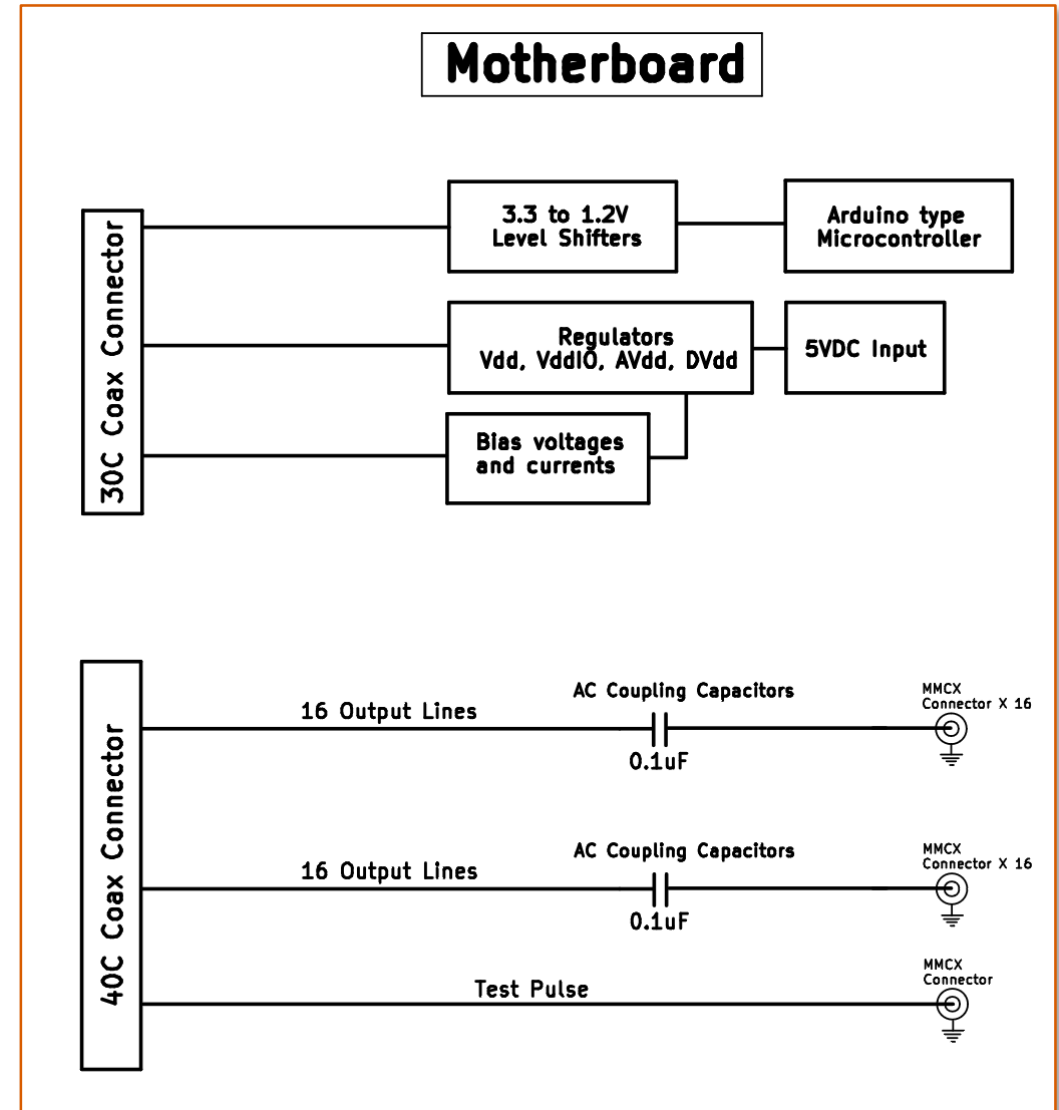 Motherboard
30C Coax Connector
3.3 to 1.2V
Level Shifters
Arduino type
Microcontroller
Regulators
Vdd, VddIO, AVdd, DVdd
5VDC Input
Bias voltages
and currents
40C Coax Connector
16 Output Lines
AC Coupling Capacitors
0.1uF
MMCX
Connector X 16
16 Output Lines
AC Coupling Capacitors
0.1uF
MMCX
Connector X 16
Test Pulse
MMCX
Connector